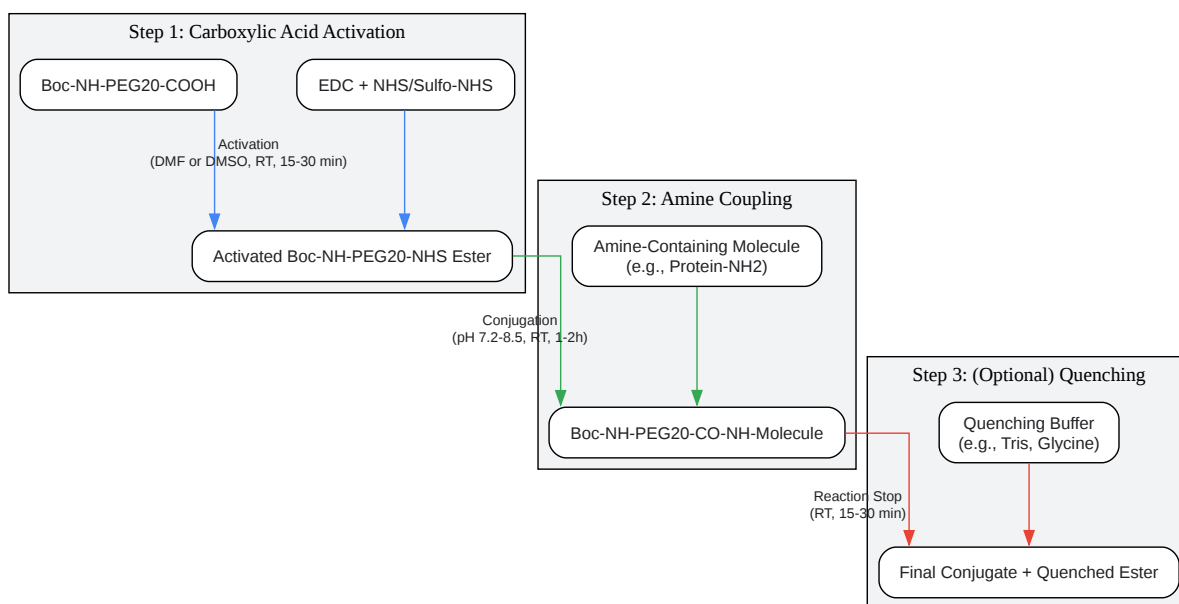 Step 1: Carboxylic Acid Activation
Boc-NH-PEG20-COOH
EDC + NHS/Sulfo-NHS
Activation
(DMF or DMSO, RT, 15-30 min)
Activated Boc-NH-PEG20-NHS Ester
Step 2: Amine Coupling
Amine-Containing Molecule
(e.g., Protein-NH2)
Conjugation
(pH 7.2-8.5, RT, 1-2h)
Boc-NH-PEG20-CO-NH-Molecule
Step 3: (Optional) Quenching
Quenching Buffer
(e.g., Tris, Glycine)
Reaction Stop
(RT, 15-30 min)
Final Conjugate + Quenched Ester